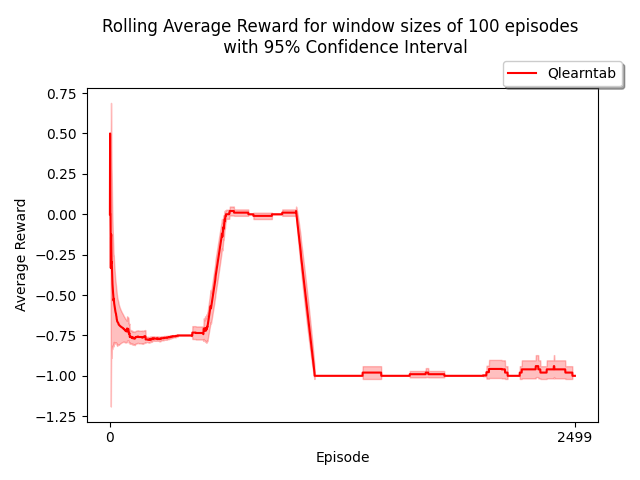 Rolling Average Reward for window sizes of 100 episodes
with 95% Confidence Interval
Qlearntab
0.75
0.50
0.25
0.00
−0.25
−0.50
−0.75
−1.00
−1.25
Average Reward
0
2499
Episode